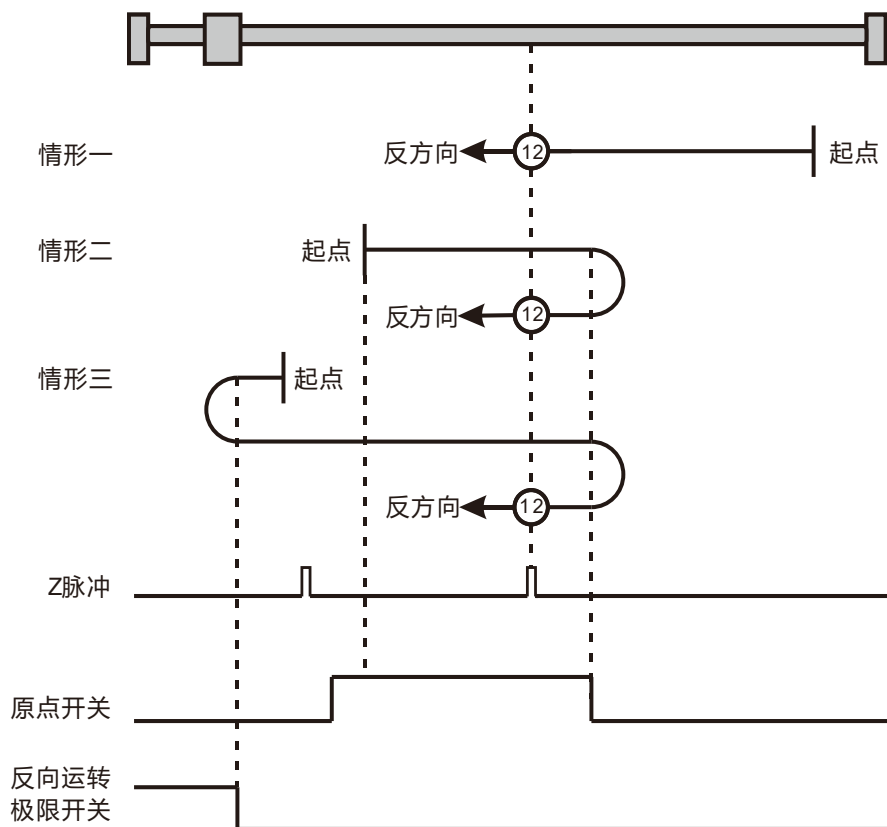 情形一
反方向
12
起点
情形二
起点
反方向
12
情形三
起点
反方向
12
Z脉冲
原点开关
反向运转
极限开关